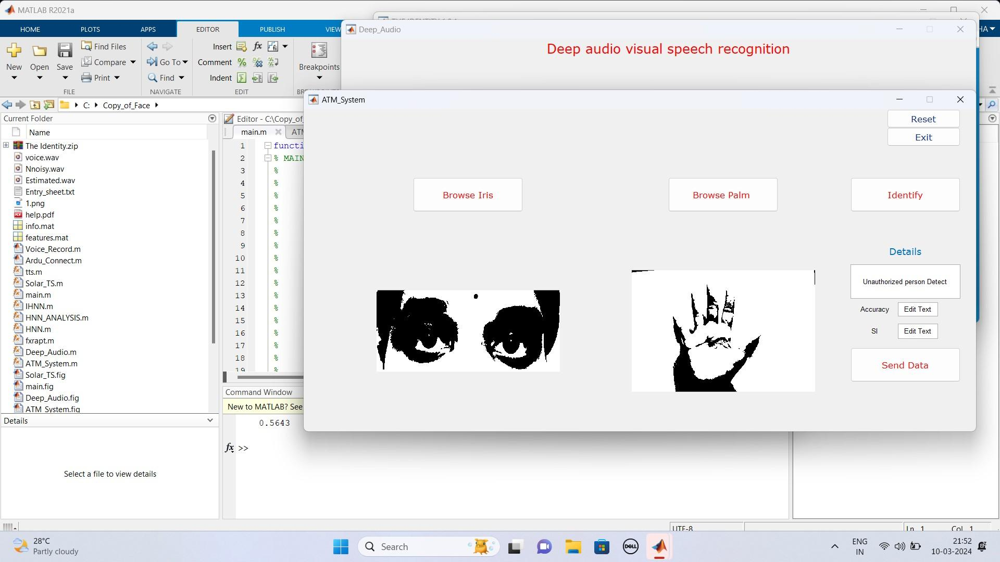 MATLAB R2021a
HOME PLOTS APPS EDITOR PUBLISH VIEW
New Open Save
Find Files
Compare
Print
FILE
Go To
Find
NAVIGATE
Insert
Comment
Indent
EDIT
Breakpoints
C: Copy_of_Face
Current Folder
Name
The Identity.zip
voice.wav
Nnoisy.wav
Estimated.wav
Entry_sheet.txt
1.png
help.pdf
info.mat
features.mat
Voice_Record.m
Ardu_Connect.m
tts.m
Solar_TS.m
main.m
IHNN.m
HNN_ANALYSIS.m
HNN.m
fxrapt.m
Deep_Audio.m
ATM_System.m
Solar_TS.fig
main.fig
Deep_Audio.fig
ATM_System.fig
Details
Select a file to view details
Editor - C:\Copy_of_
main.m ATM
1 functi
2 % MAIN
3 %
4 %
5 %
6 %
7 %
8 %
9 %
10 %
11 %
12 %
13 %
14 %
15 %
16 %
17 %
18 %
19 %
Command Window
New to MATLAB? See
0.5643
fx >>
Deep_Audio
Deep audio visual speech recognition
ATM_System
Reset
Exit
Browse Iris
Browse Palm
Identify
Details
Unauthorized person Detect
Accuracy Edit Text
SI Edit Text
Send Data
UTF-8
Ln 1 Col 1
28°C
Partly cloudy
Search
DELL
ENG
IN
21:52
10-03-2024